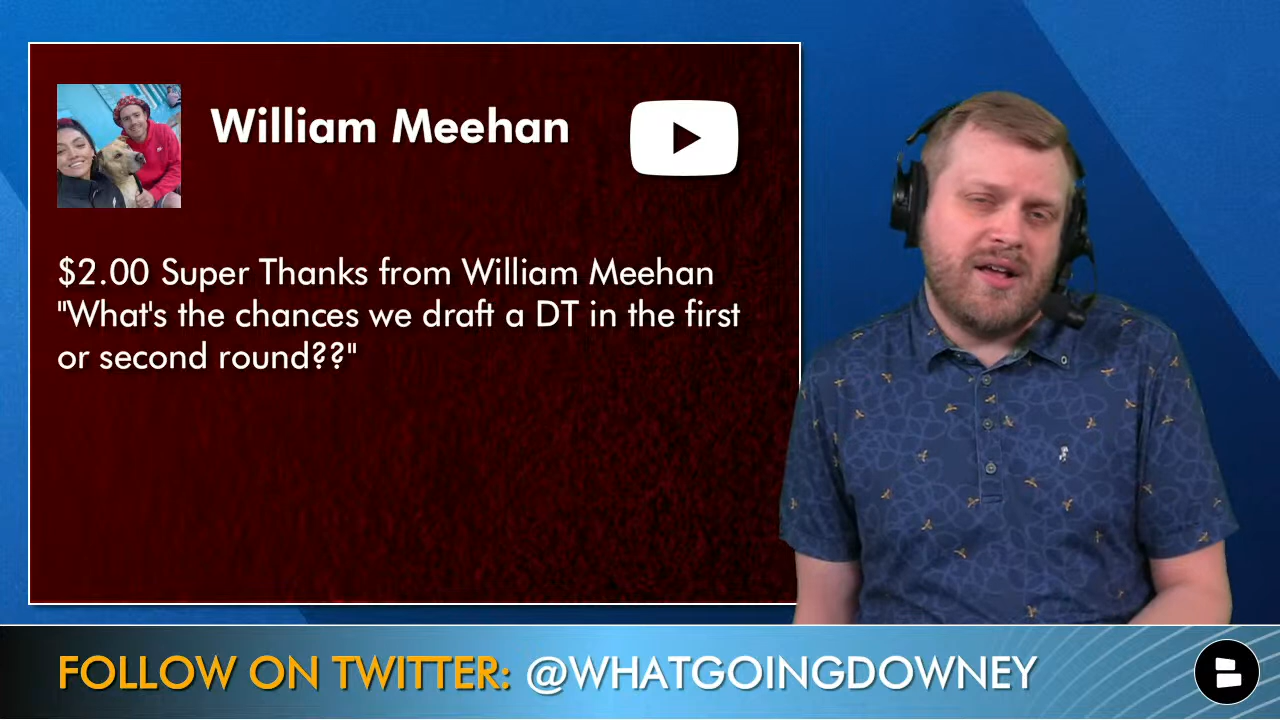 William Meehan
$2.00 Super Thanks from William Meehan
"What's the chances we draft a DT in the first
or second round??"
FOLLOW ON TWITTER: @WHATGOINGDOWNEY